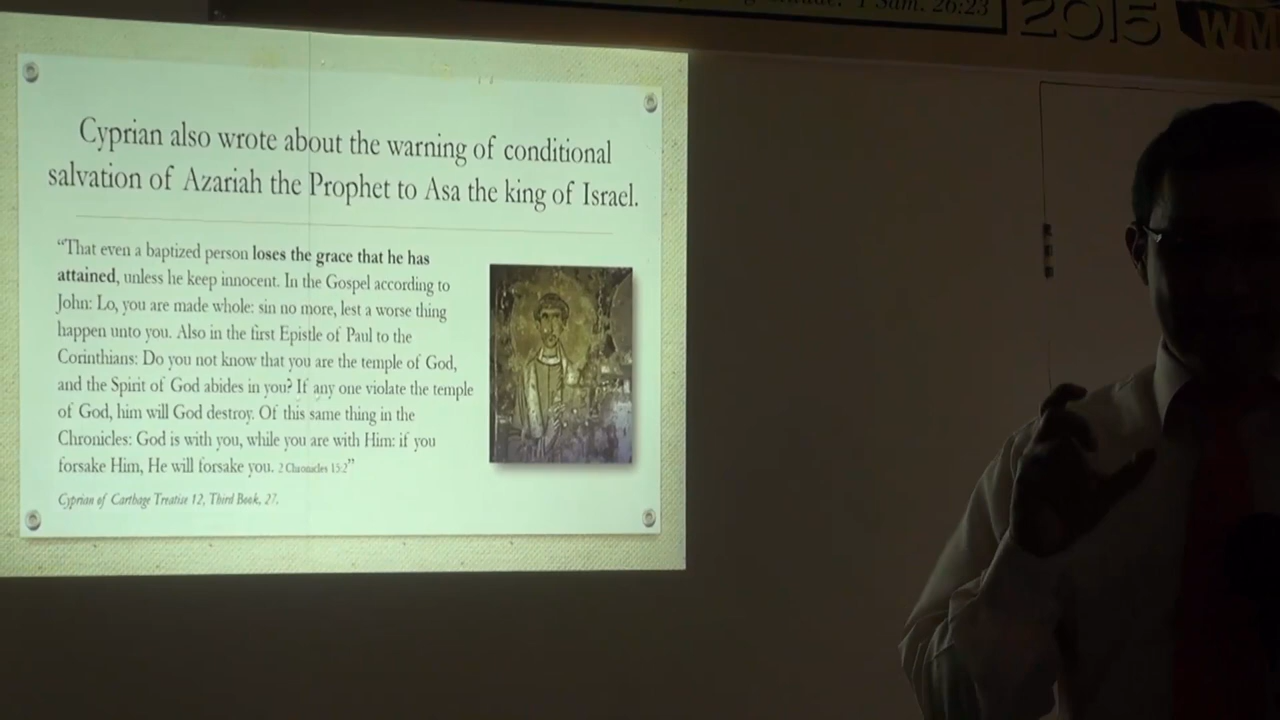 1 Sam. 26:23
2015
WM
Cyprian also wrote about the warning of conditional
salvation of Azariah the Prophet to Asa the king of Israel.
“That even a baptized person loses the grace that he has
attained, unless he keep innocent. In the Gospel according to
John: Lo, you are made whole: sin no more, lest a worse thing
happen unto you. Also in the first Epistle of Paul to the
Corinthians: Do you not know that you are the temple of God,
and the Spirit of God abides in you? If any one violate the temple
of God, him will God destroy. Of this same thing in the
Chronicles: God is with you, while you are with Him: if you
forsake Him, He will forsake you. 2 Chronicles 15:2”
Cyprian of Carthage Treatise 12, Third Book, 27.